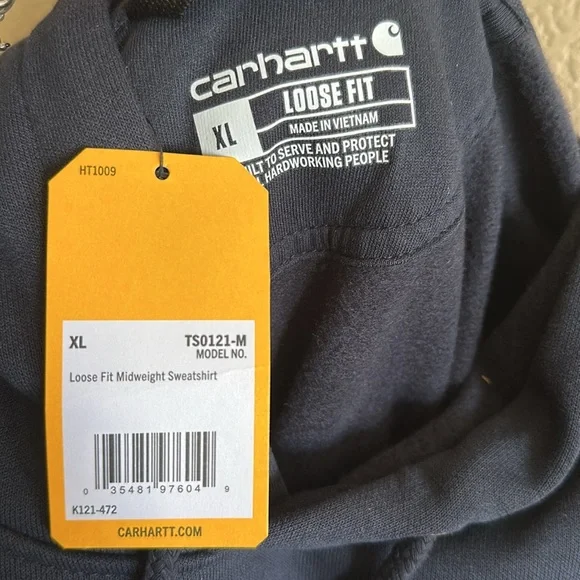 carhartt
XL
LOOSE FIT
MADE IN VIETNAM
TO SERVE AND PROTECT
HARDWORKING PEOPLE
HT1009
XL
TS0121-M
MODEL NO.
Loose Fit Midweight Sweatshirt
0 35481 97604 9
K121-472
CARHARTT.COM